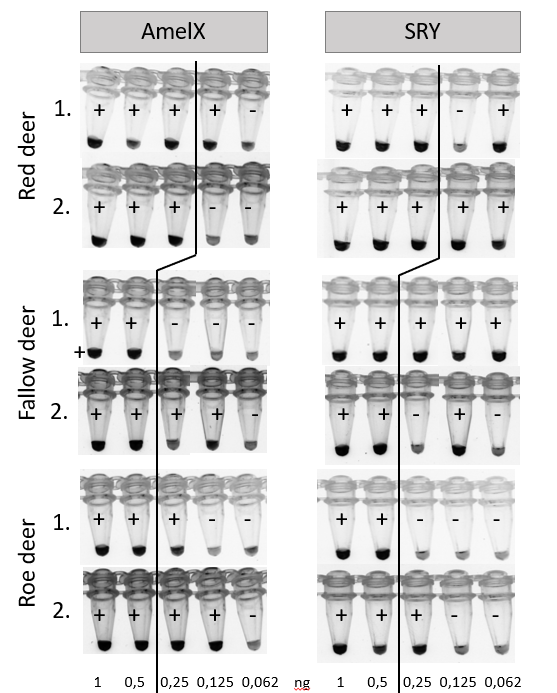 AmelX SRY
Red deer
1. + + + + - + + + - +
2. + + + - - + + + + +
Fallow deer
1. + + - - - + + + + +
+
2. + + + + - + + - + -
Roe deer
1. + + + - - + + - - -
2. + + + + - + + + - -
1 0,5 0,25 0,125 0,062 ng 1 0,5 0,25 0,125 0,062